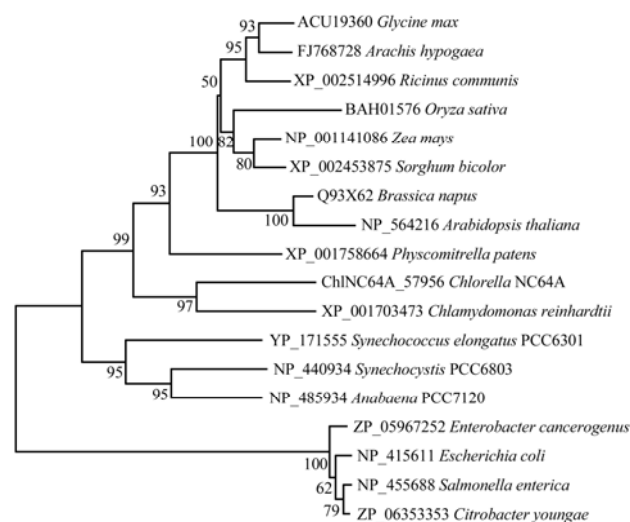 93
ACU19360 Glycine max
95
FJ768728 Arachis hypogaea
50
XP_002514996 Ricinus communis
BAH01576 Oryza sativa
100
82
NP_001141086 Zea mays
80
XP_002453875 Sorghum bicolor
93
Q93X62 Brassica napus
100
NP_564216 Arabidopsis thaliana
99
XP_001758664 Physcomitrella patens
ChlNC64A_57956 Chlorella NC64A
97
XP_001703473 Chlamydomonas reinhardtii
YP_171555 Synechococcus elongatus PCC6301
95
NP_440934 Synechocystis PCC6803
95
NP_485934 Anabaena PCC7120
ZP_05967252 Enterobacter cancerogenus
100
NP_415611 Escherichia coli
62
NP_455688 Salmonella enterica
79
ZP_06353353 Citrobacter youngae